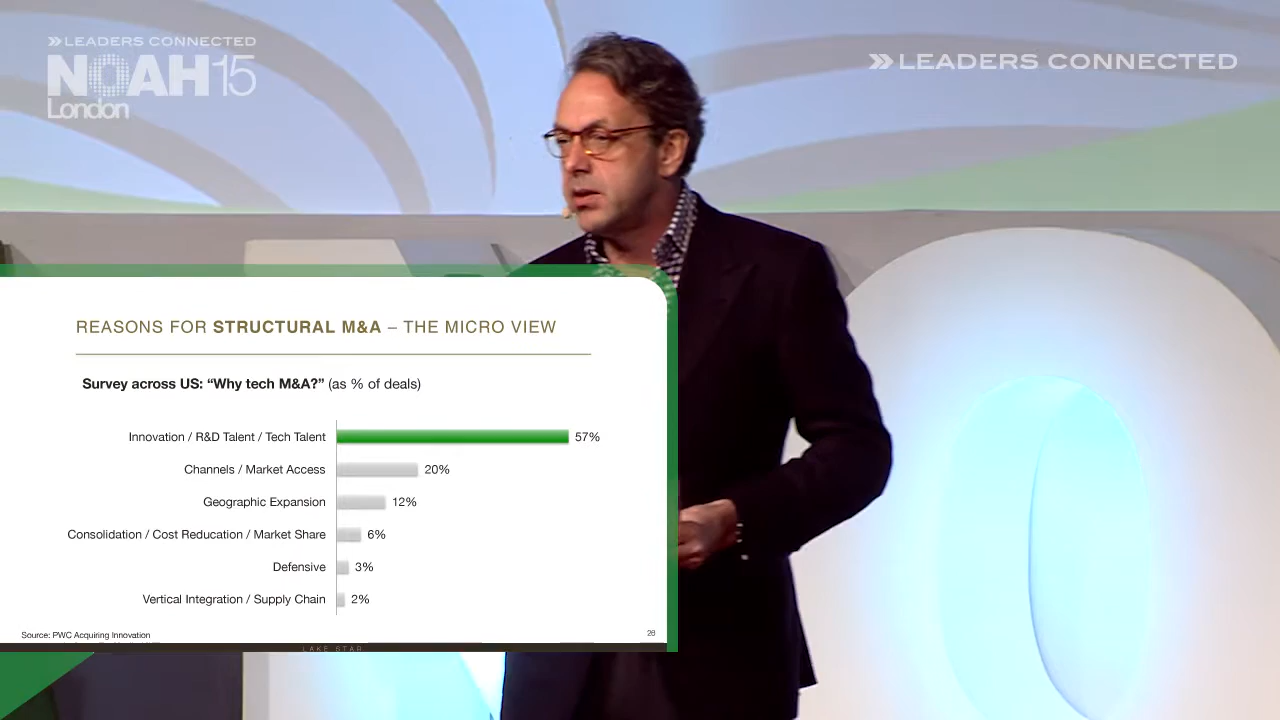 LEADERS CONNECTED
NOAH15
London
LEADERS CONNECTED
REASONS FOR STRUCTURAL M&A – THE MICRO VIEW
Survey across US: “Why tech M&A?” (as % of deals)
Innovation / R&D Talent / Tech Talent 57%
Channels / Market Access 20%
Geographic Expansion 12%
Consolidation / Cost Reducation / Market Share 6%
Defensive 3%
Vertical Integration / Supply Chain 2%
Source: PWC Acquiring Innovation
26
LAKE STAR